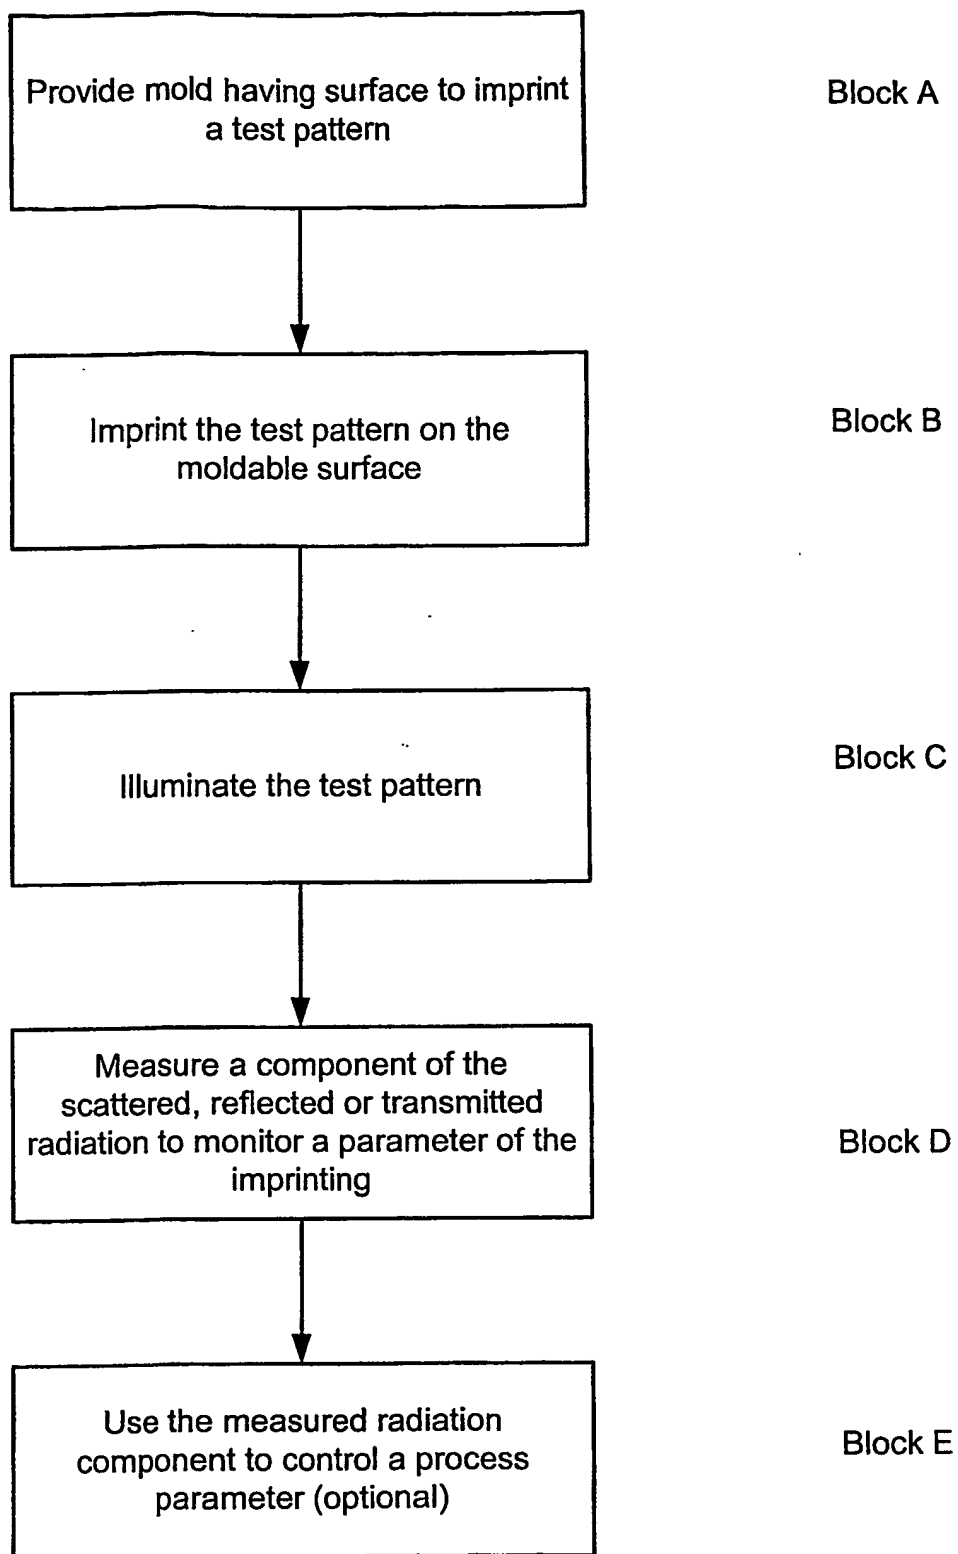 Provide mold having surface to imprint
a test pattern
Block A
Imprint the test pattern on the
moldable surface
Block B
Illuminate the test pattern
Block C
Measure a component of the
scattered, reflected or transmitted
radiation to monitor a parameter of the
imprinting
Block D
Use the measured radiation
component to control a process
parameter (optional)
Block E